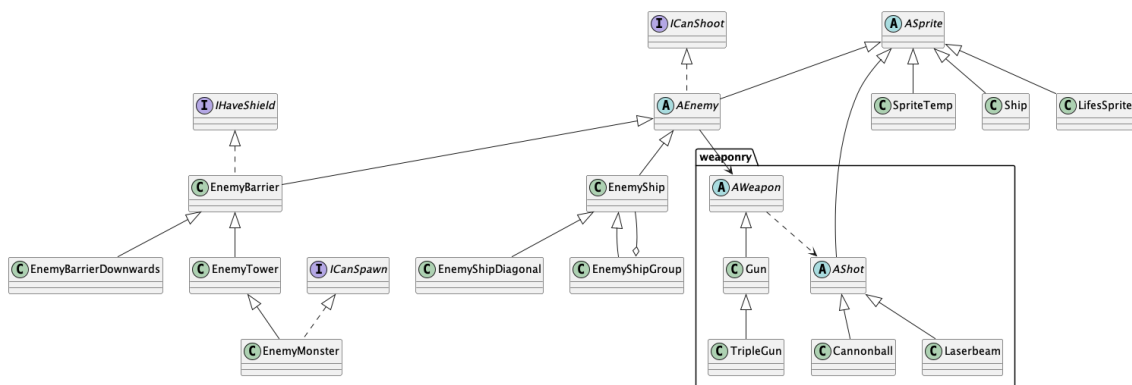 I ICanShoot
A ASprite
I IHaveShield
A AEnemy
C SpriteTemp
C Ship
C LifesSprite
weaponry
C EnemyBarrier
C EnemyShip
A AWeapon
C EnemyBarrierDownwards
C EnemyTower
I ICanSpawn
C EnemyShipDiagonal
C EnemyShipGroup
C Gun
A AShot
C EnemyMonster
C TripleGun
C Cannonball
C Laserbeam